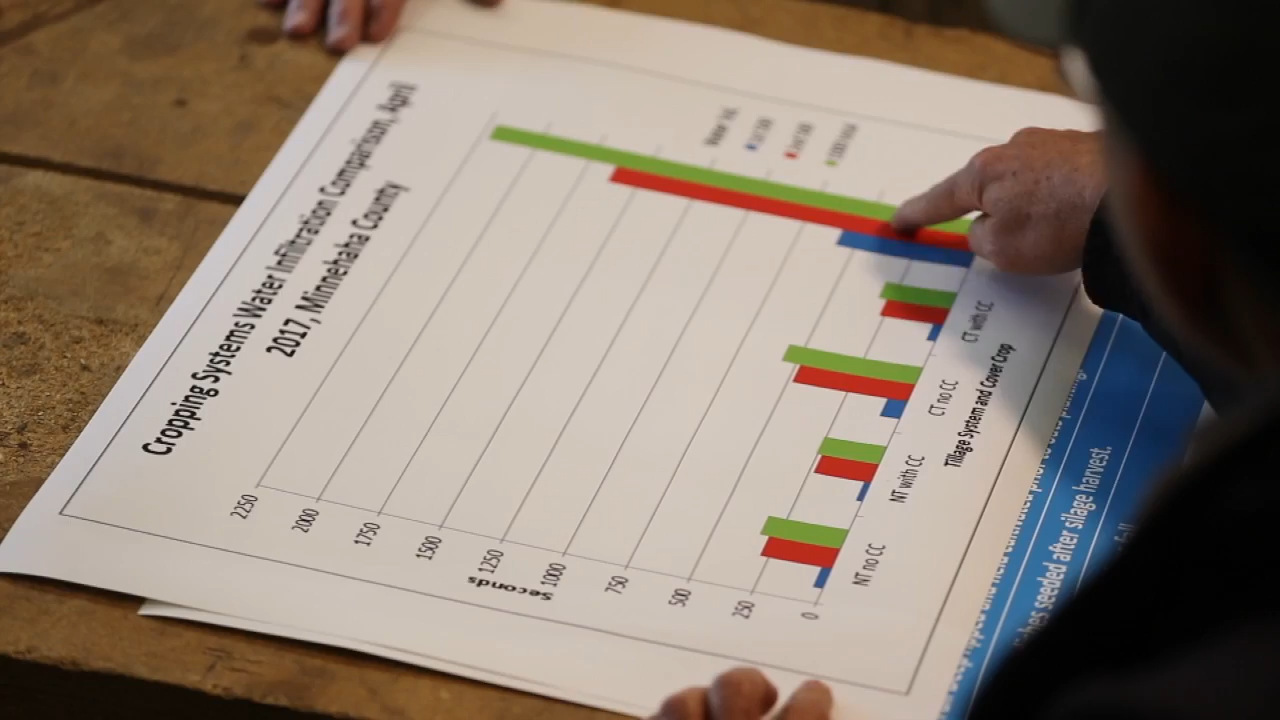 Cropping Systems Water Infiltration Comparison, April
2017, Minnehaha County
2250
2000
1750
1500
1250
1000
750
500
250
0
Seconds
NT no CC
NT with CC
CT no CC
CT with CC
Tillage System and Cover Crop
seeded after silage harvest.